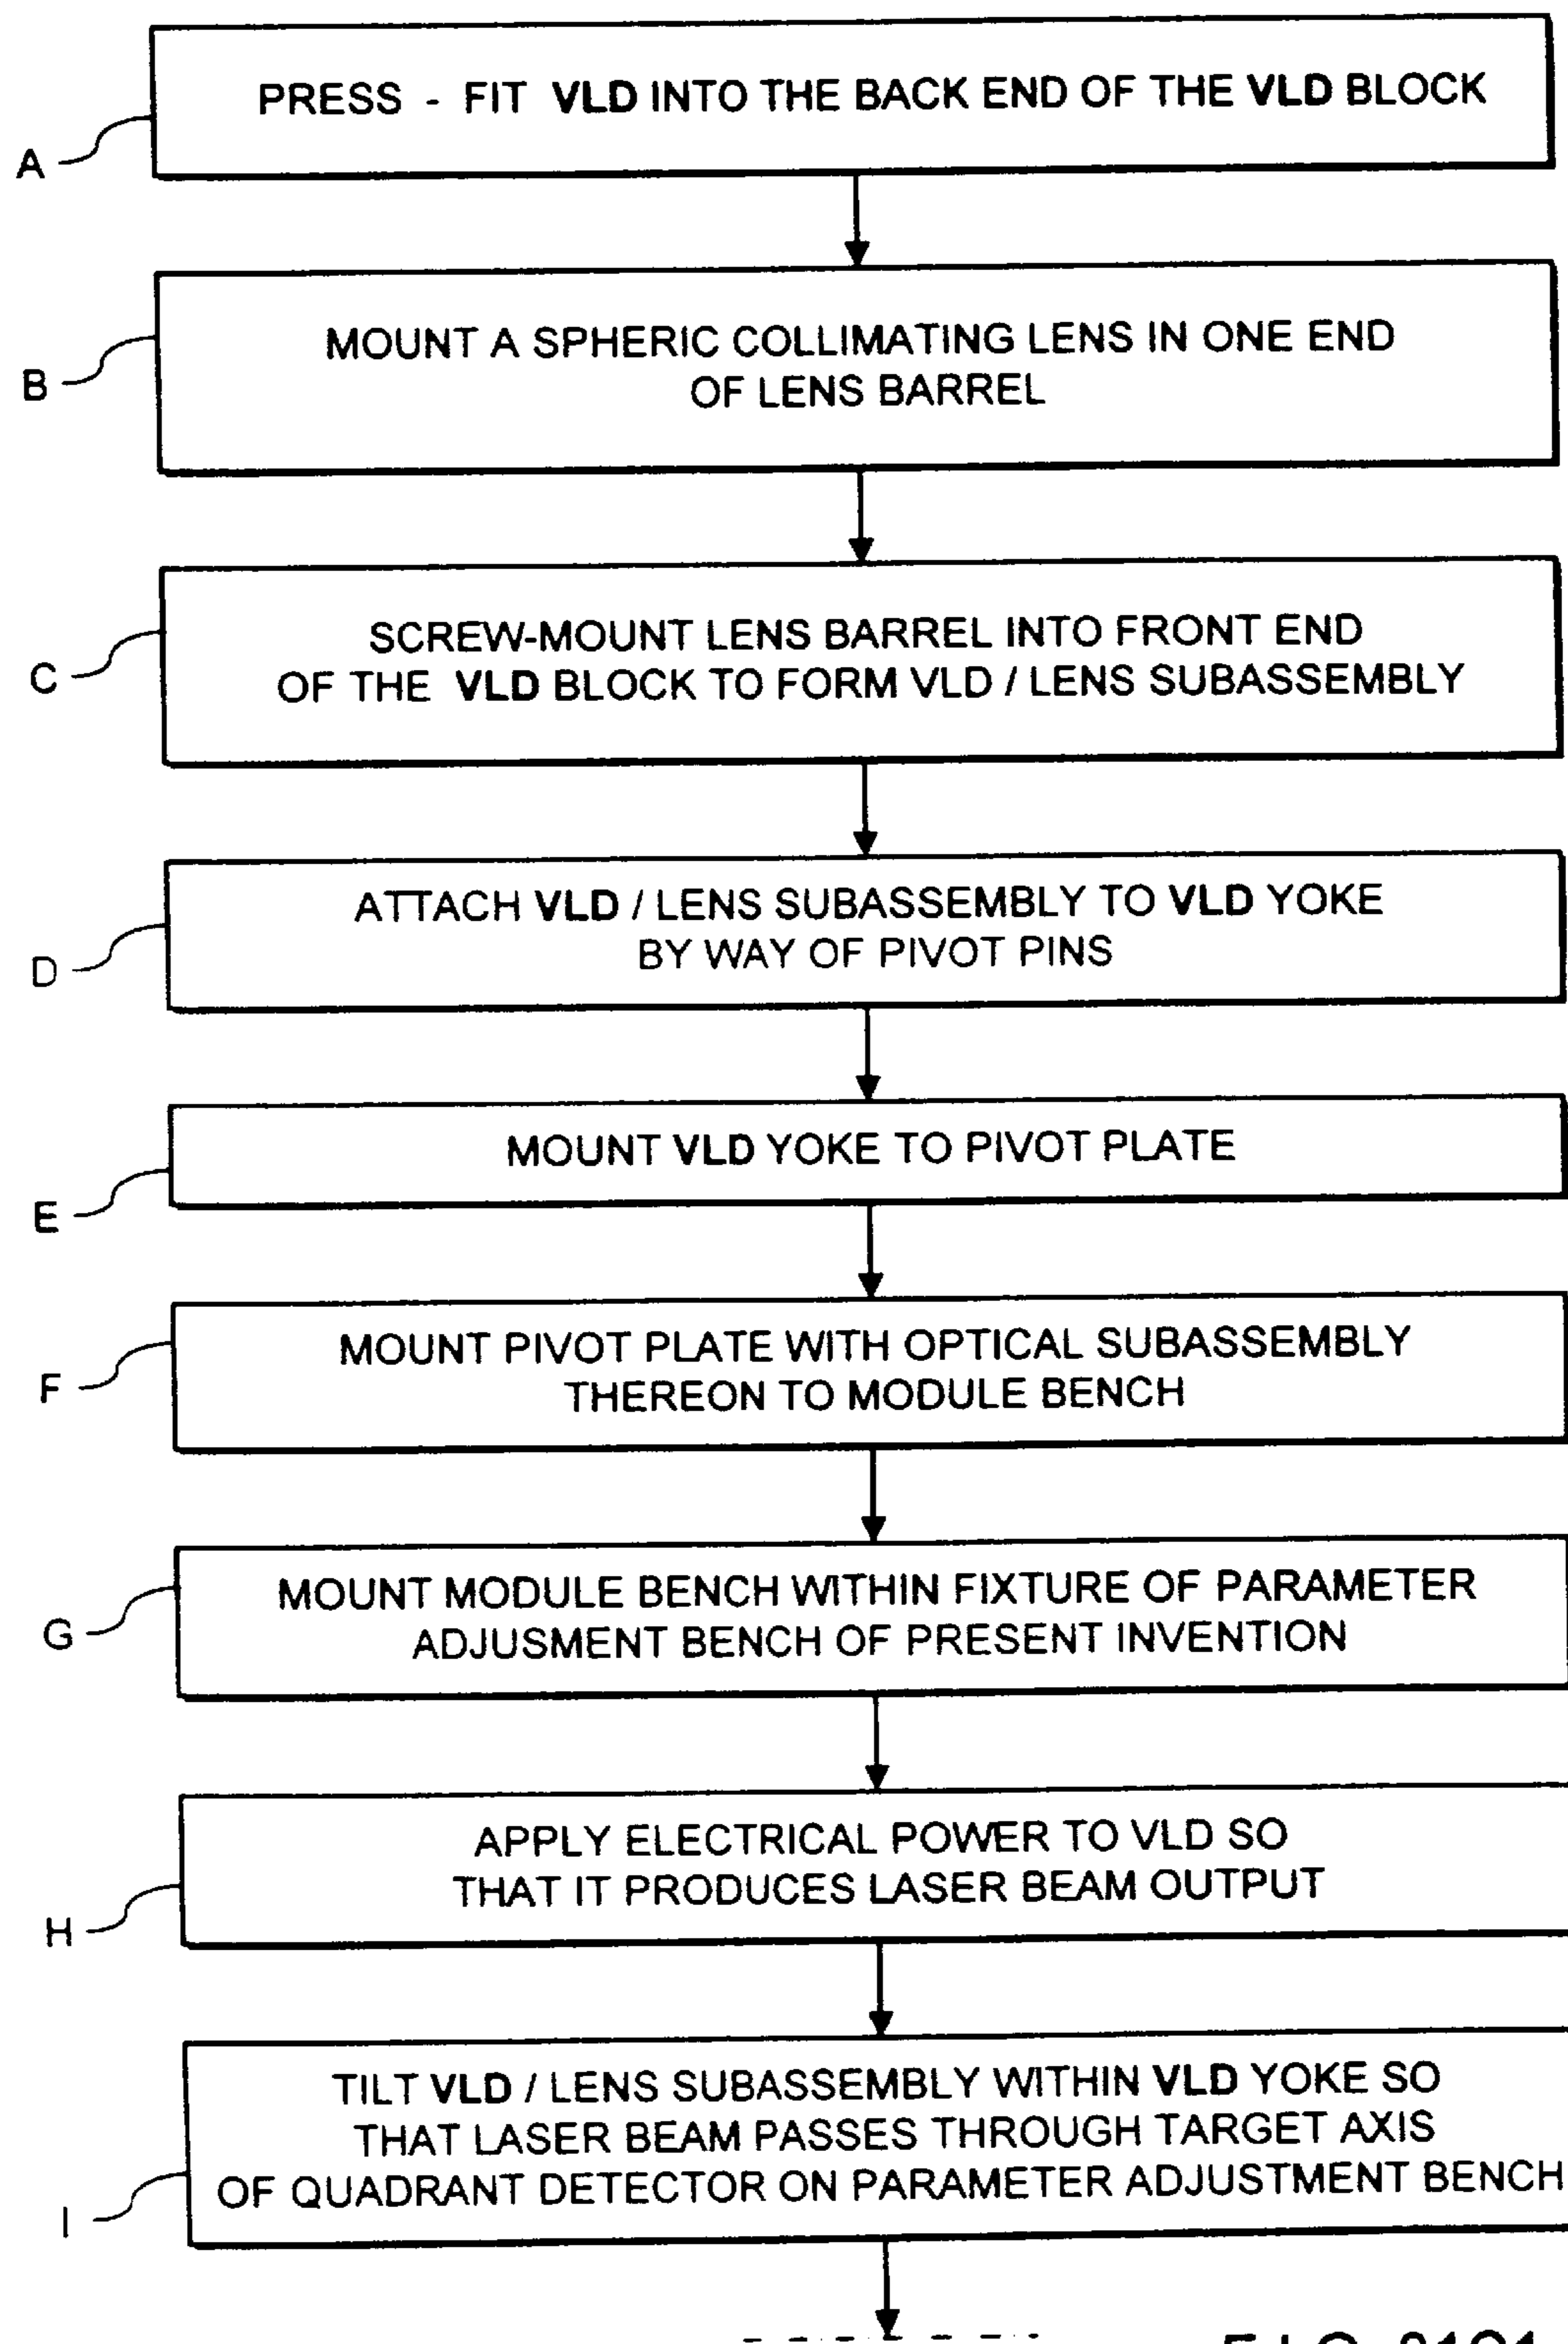 PRESS - FIT VLD INTO THE BACK END OF THE VLD BLOCK
A
MOUNT A SPHERIC COLLIMATING LENS IN ONE END
OF LENS BARREL
B
SCREW-MOUNT LENS BARREL INTO FRONT END
OF THE VLD BLOCK TO FORM VLD / LENS SUBASSEMBLY
C
ATTACH VLD / LENS SUBASSEMBLY TO VLD YOKE
BY WAY OF PIVOT PINS
D
MOUNT VLD YOKE TO PIVOT PLATE
E
MOUNT PIVOT PLATE WITH OPTICAL SUBASSEMBLY
THEREON TO MODULE BENCH
F
MOUNT MODULE BENCH WITHIN FIXTURE OF PARAMETER
ADJUSMENT BENCH OF PRESENT INVENTION
G
APPLY ELECTRICAL POWER TO VLD SO
THAT IT PRODUCES LASER BEAM OUTPUT
H
TILT VLD / LENS SUBASSEMBLY WITHIN VLD YOKE SO
THAT LASER BEAM PASSES THROUGH TARGET AXIS
OF QUADRANT DETECTOR ON PARAMETER ADJUSTMENT BENCH
I